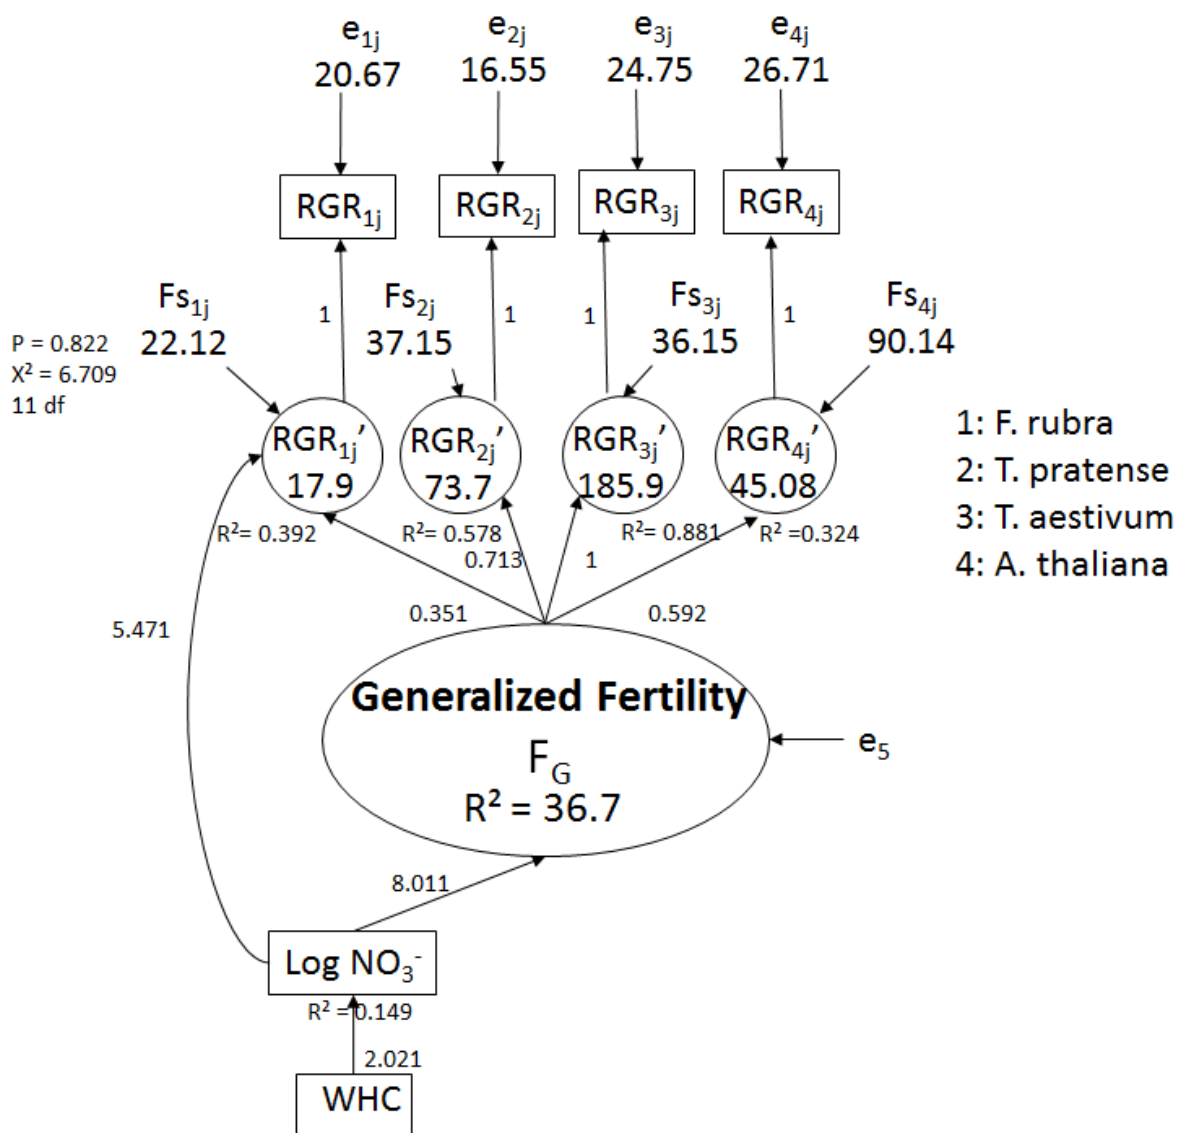 e₁ⱼ
20.67
e₂ⱼ
16.55
e₃ⱼ
24.75
e₄ⱼ
26.71
RGR₁ⱼ
RGR₂ⱼ
RGR₃ⱼ
RGR₄ⱼ
Fs₁ⱼ
22.12
Fs₂ⱼ
37.15
Fs₃ⱼ
36.15
Fs₄ⱼ
90.14
1
1
1
1
P = 0.822
X² = 6.709
11 df
RGR₁ⱼ’
17.9
RGR₂ⱼ’
73.7
RGR₃ⱼ’
185.9
RGR₄ⱼ’
45.08
1: F. rubra
2: T. pratense
3: T. aestivum
4: A. thaliana
R²= 0.392
R²= 0.578
R²= 0.881
R² =0.324
0.713
1
0.351
0.592
5.471
Generalized Fertility
F_G
R² = 36.7
e₅
8.011
Log NO₃⁻
R² = 0.149
2.021
WHC